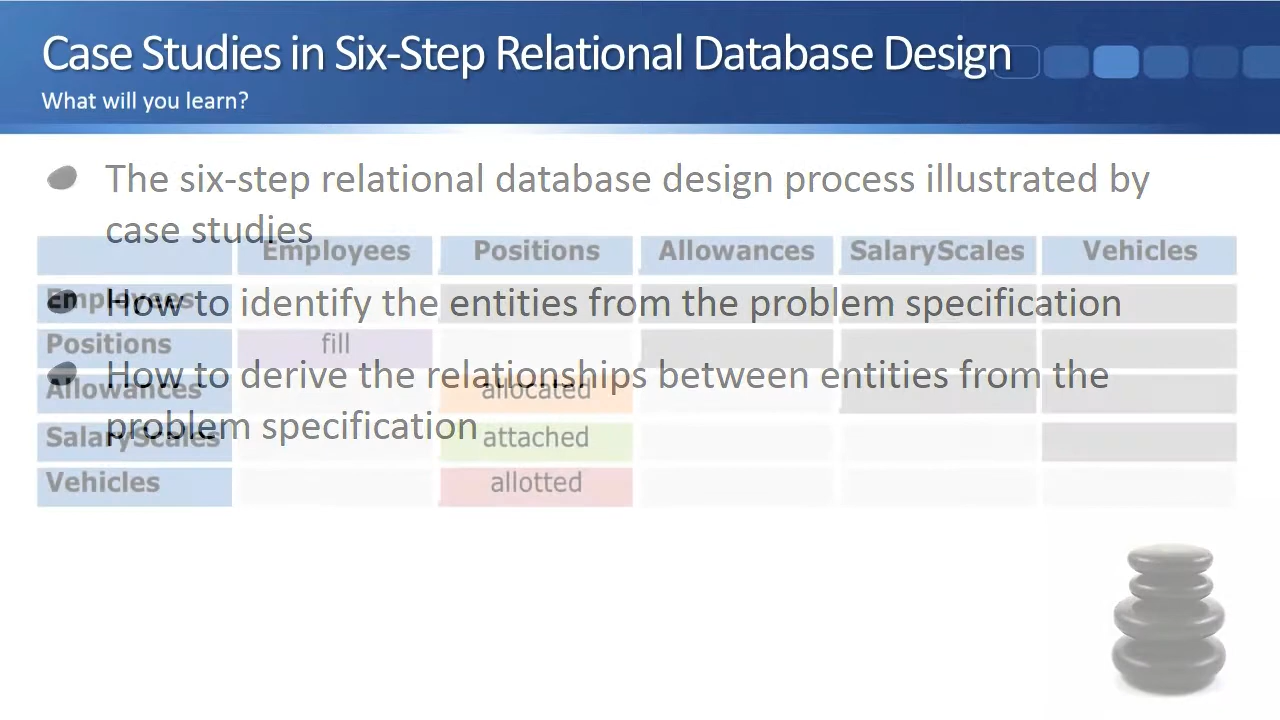 Case Studies in Six-Step Relational Database Design
What will you learn?
The six-step relational database design process illustrated by
case studies
Employees Positions Allowances SalaryScales Vehicles
Employees
How to identify the entities from the problem specification
Positions fill
How to derive the relationships between entities from the
Allowances allocated
problem specification
SalaryScales attached
Vehicles allotted